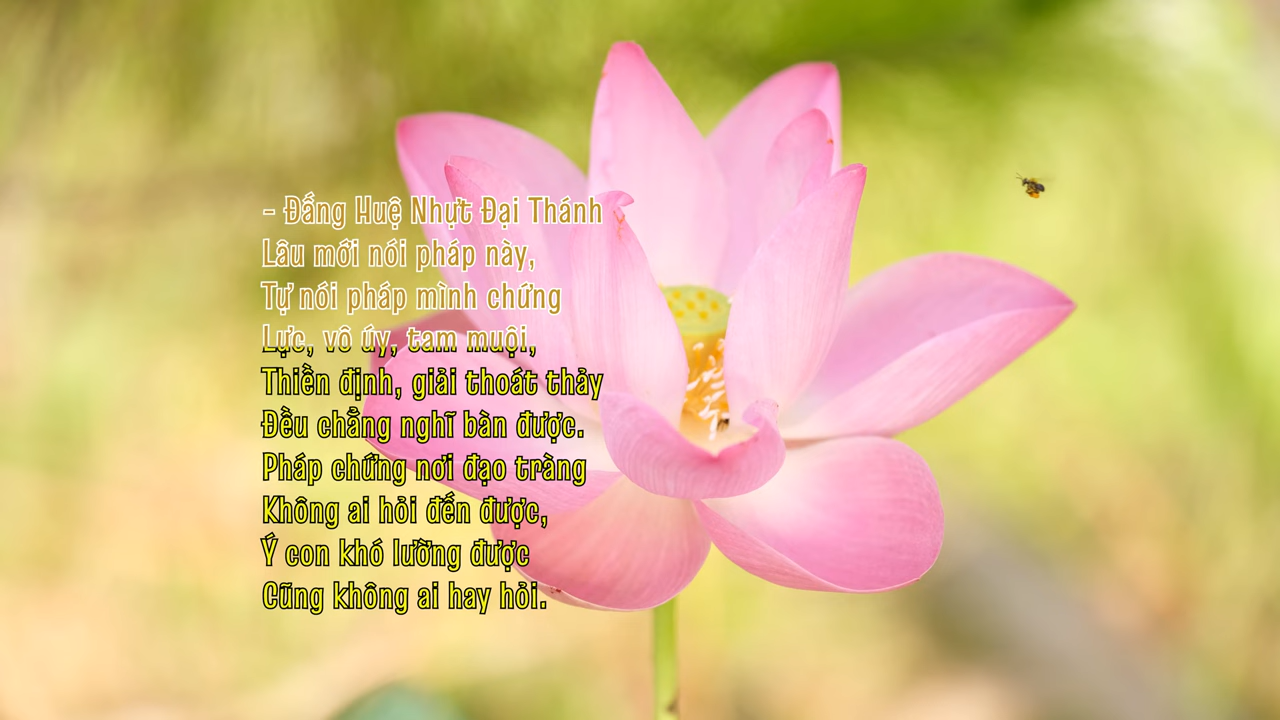 - Đấng Huệ Nhựt Đại Thánh
Lâu mới nói pháp này,
Tự nói pháp mình chứng
Lực, vô úy, tam muội,
Thiền định, giải thoát thảy
Đều chẳng nghĩ bàn được.
Pháp chứng nơi đạo tràng
Không ai hỏi đến được,
Ý con khó lường được
Cũng không ai hay hỏi.